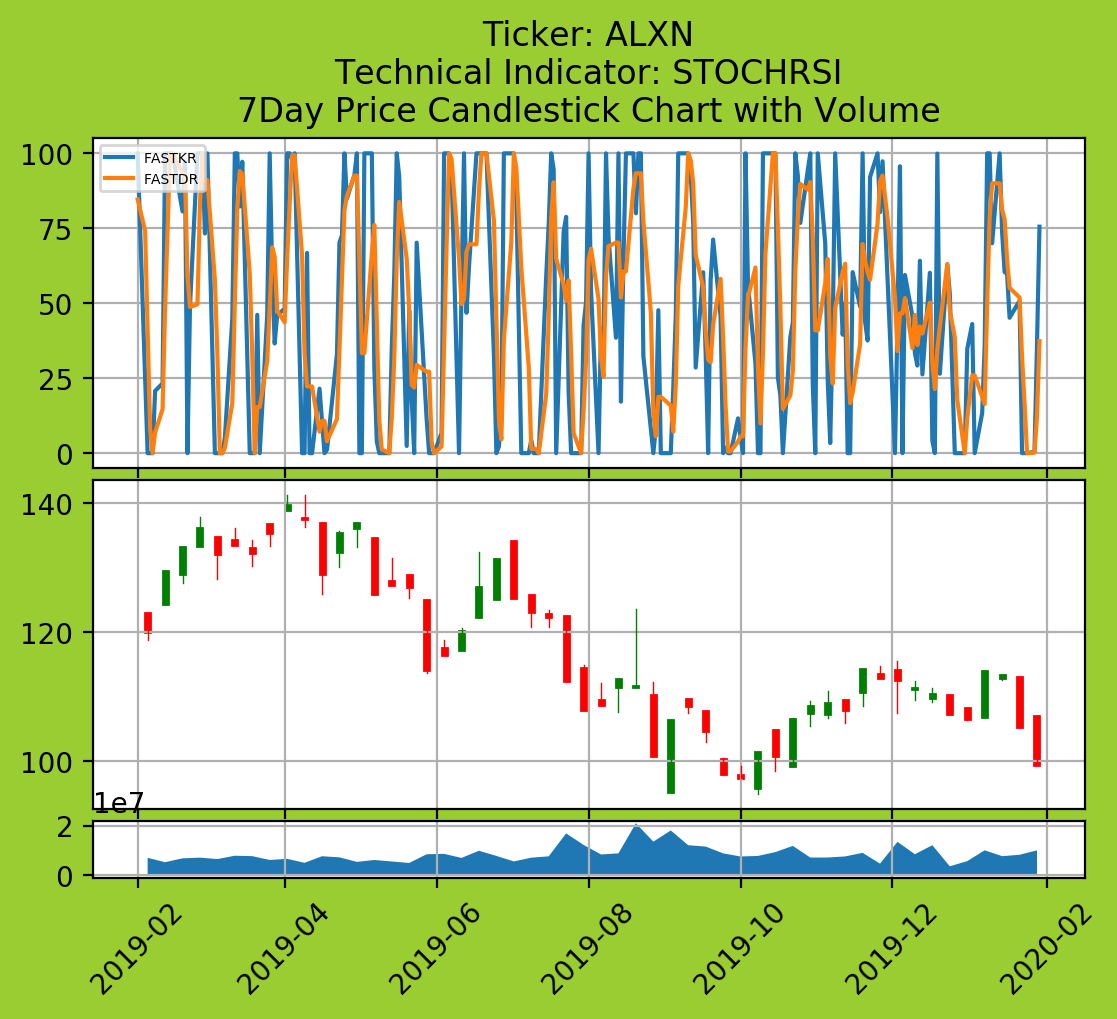 Ticker: ALXN
Technical Indicator: STOCHRSI
7Day Price Candlestick Chart with Volume
100
75
50
25
0
FASTKR
FASTDR
140
120
100
1e7
2
0
2019-02
2019-04
2019-06
2019-08
2019-10
2019-12
2020-02